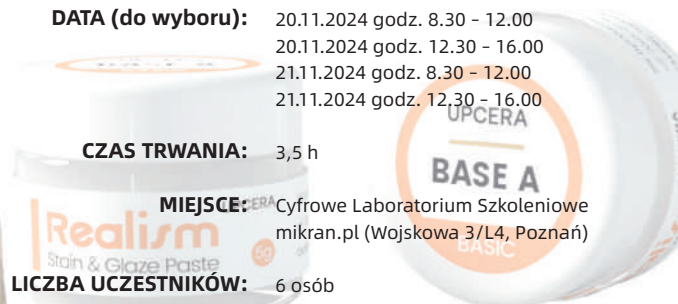 DATA (do wyboru): 20.11.2024 godz. 8.30 – 12.00
20.11.2024 godz. 12.30 – 16.00
21.11.2024 godz. 8.30 – 12.00
21.11.2024 godz. 12.30 – 16.00
CZAS TRWANIA: 3,5 h
MIEJSCE: Cyfrowe Laboratorium Szkoleniowe
mikran.pl (Wojskowa 3/L4, Poznań)
LICZBA UCZESTNIKÓW: 6 osób
UPCERA
BASE A
BASIC
Realism
5g
Stain & Glaze Paste